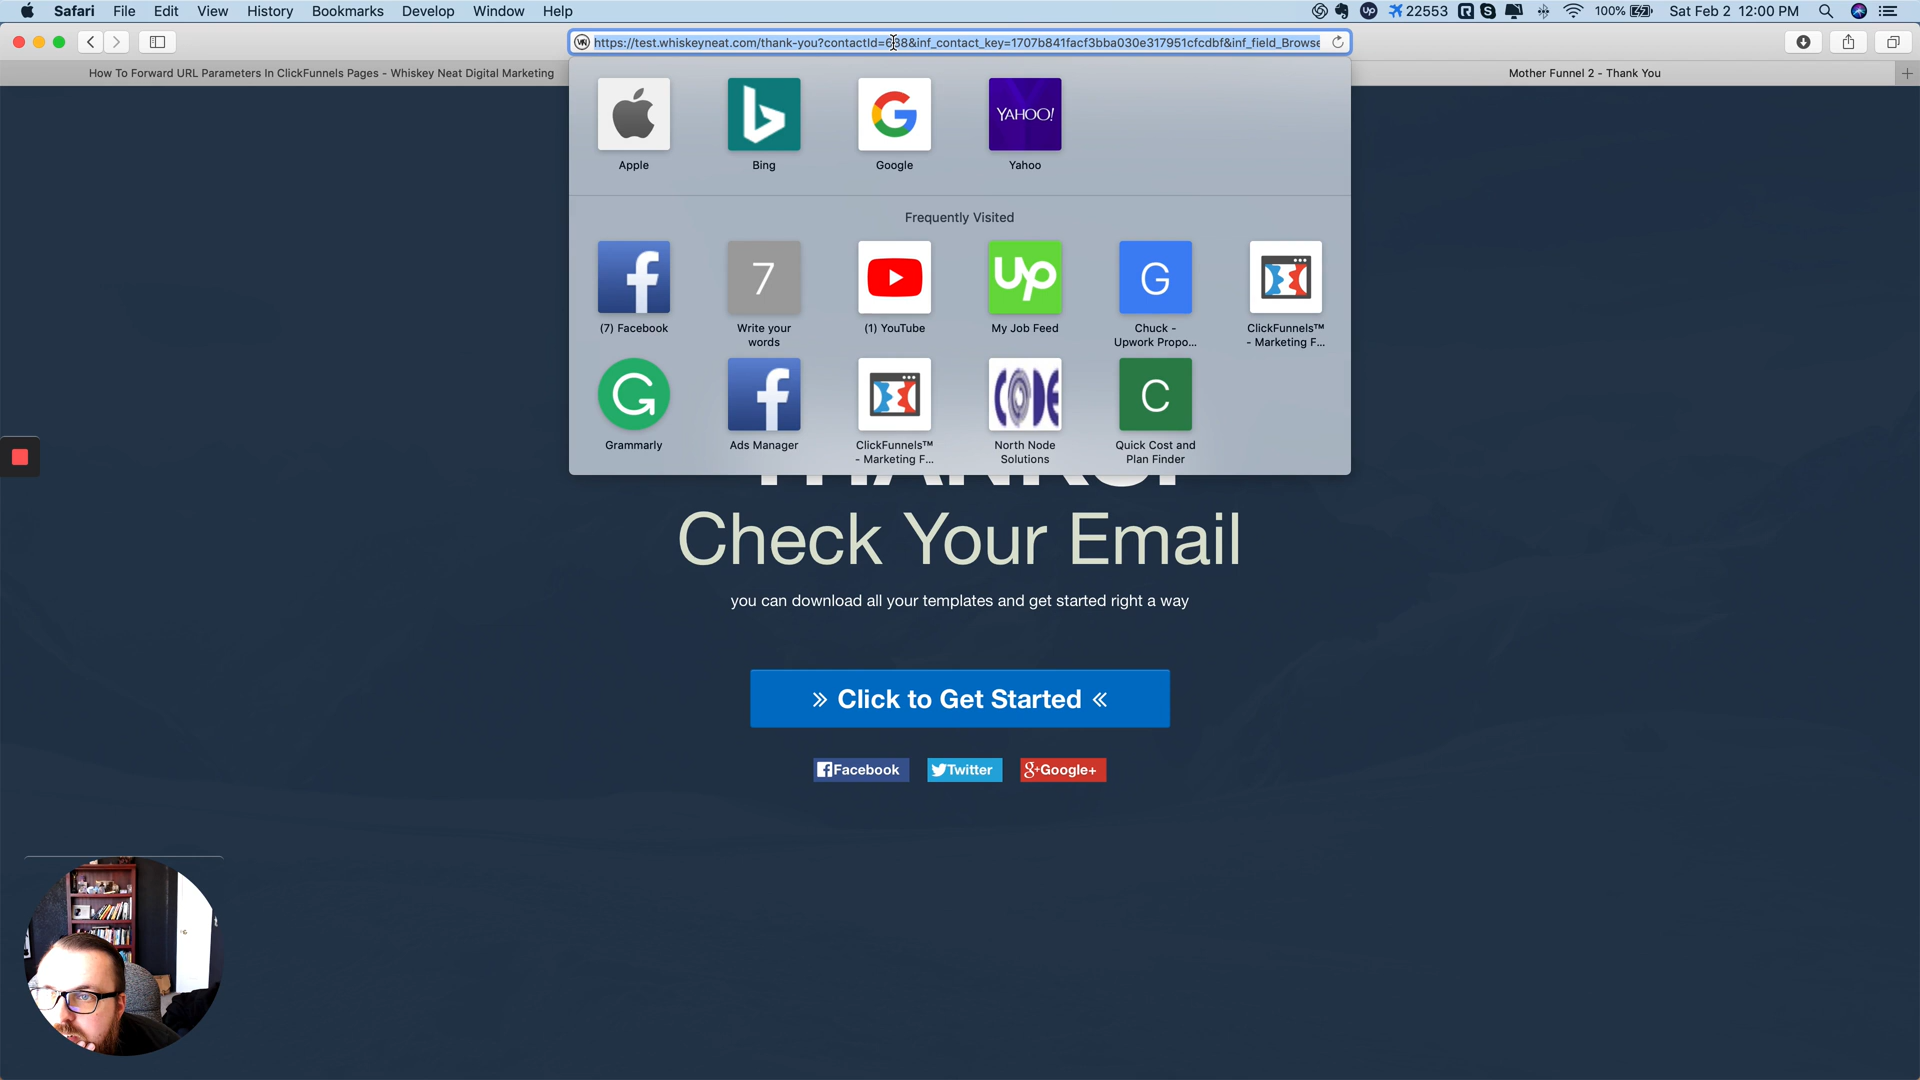 Safari File Edit View History Bookmarks Develop Window Help 22553 100% Sat Feb 2 12:00 PM
https://test.whiskeyneat.com/thank-you?contactId=638&inf_contact_key=1707b841facf3bba030e317951cfcdbf&inf_field_Browse
How To Forward URL Parameters In ClickFunnels Pages - Whiskey Neat Digital Marketing
Mother Funnel 2 - Thank You
YAHOO!
Apple Bing Google Yahoo
Frequently Visited
7 Up G
(7) Facebook
Write your
words
(1) YouTube
My Job Feed
Chuck -
Upwork Propo...
ClickFunnels™
- Marketing F...
CODE C
Grammarly
Ads Manager
ClickFunnels™
- Marketing F...
North Node
Solutions
Quick Cost and
Plan Finder
Check Your Email
you can download all your templates and get started right a way
» Click to Get Started «
Facebook Twitter Google+